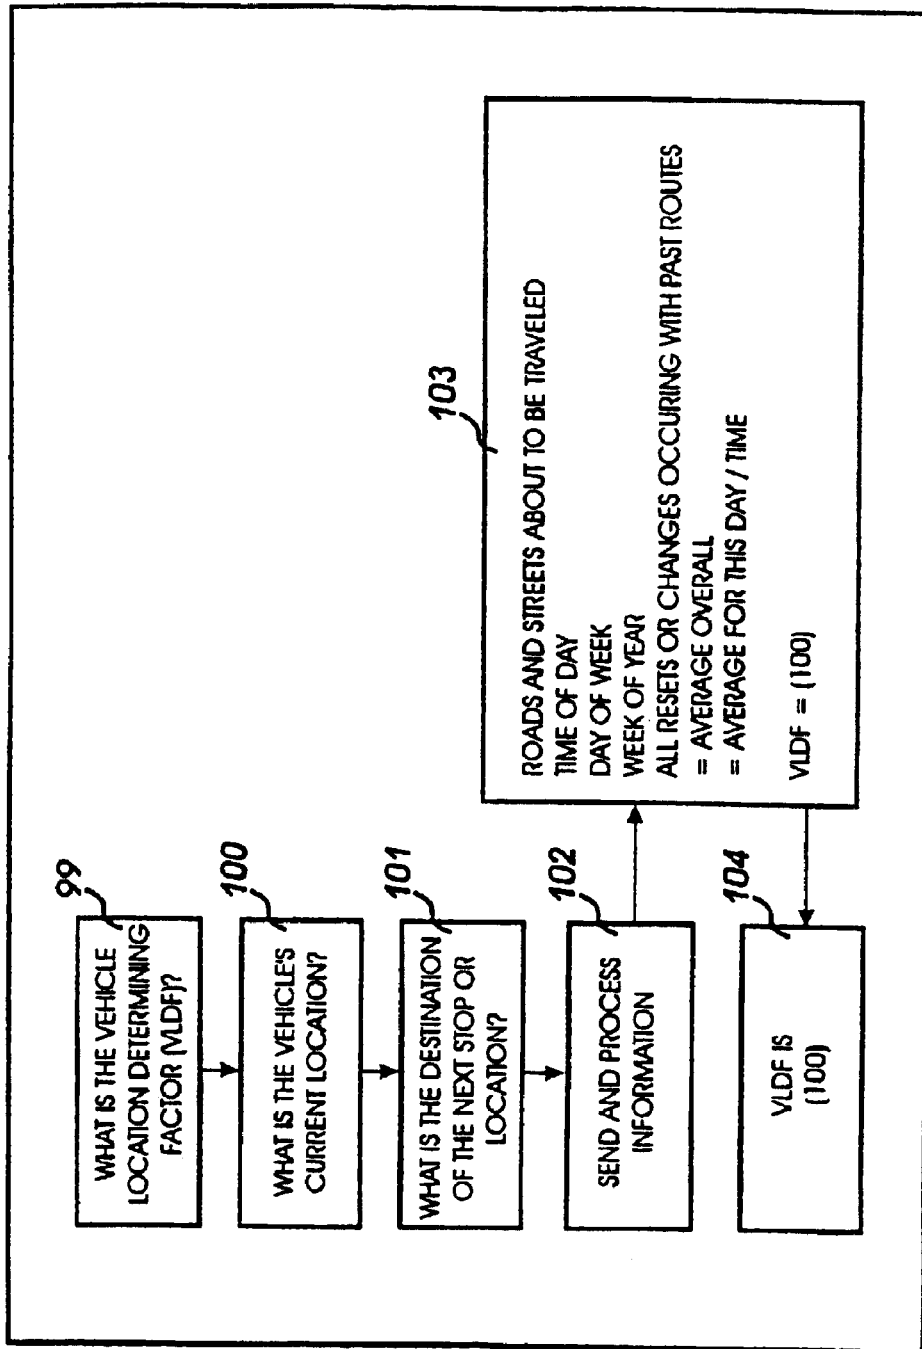 99
WHAT IS THE VEHICLE
LOCATION DETERMINING
FACTOR (VLDF)?
100
WHAT IS THE VEHICLE'S
CURRENT LOCATION?
101
WHAT IS THE DESTINATION
OF THE NEXT STOP OR
LOCATION?
102
SEND AND PROCESS
INFORMATION
103
ROADS AND STREETS ABOUT TO BE TRAVELED
TIME OF DAY
DAY OF WEEK
WEEK OF YEAR
ALL RESETS OR CHANGES OCCURING WITH PAST ROUTES
= AVERAGE OVERALL
= AVERAGE FOR THIS DAY / TIME
VLDF = (100)
104
VLDF IS
(100)